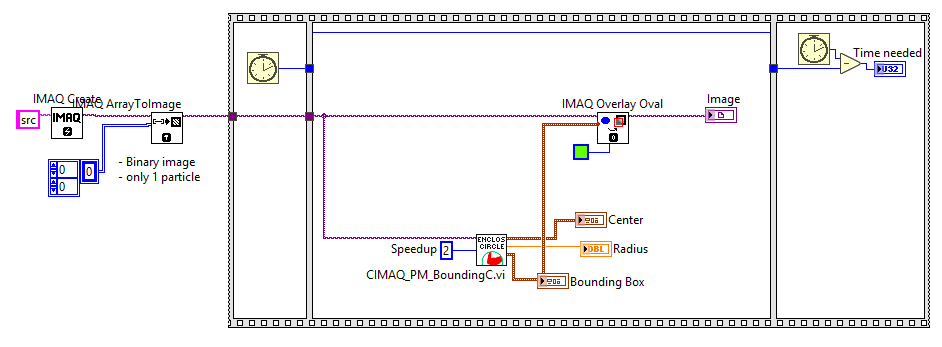 Time needed
U32
IMAQ Create
IMAQ ArrayToImage
IMAQ Overlay Oval
Image
src
IMAQ
0
0
0
- Binary image
- only 1 particle
Center
Speedup
2
ENCLOS
CIRCLE
DBL
Radius
CIMAQ_PM_BoundingC.vi
Bounding Box